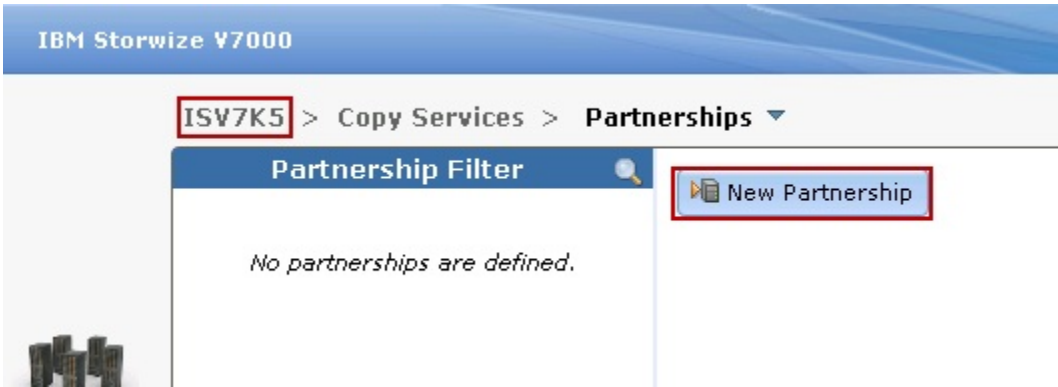 IBM Storwize V7000
ISV7K5 > Copy Services > Partnerships
Partnership Filter
New Partnership
No partnerships are defined.